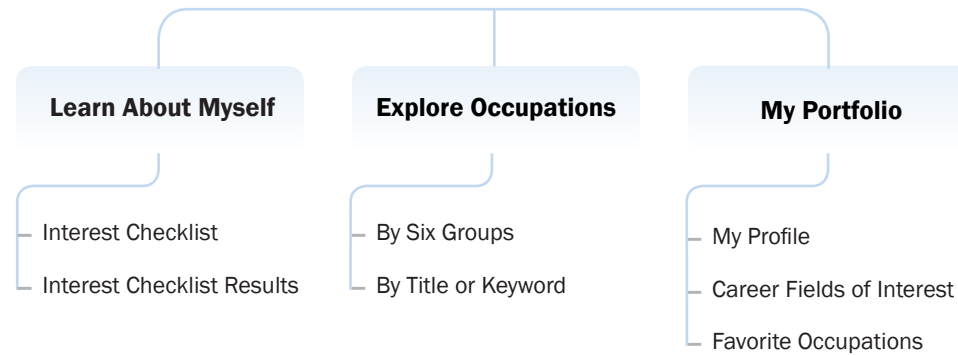 Learn About Myself
Interest Checklist
Interest Checklist Results
Explore Occupations
By Six Groups
By Title or Keyword
My Portfolio
My Profile
Career Fields of Interest
Favorite Occupations